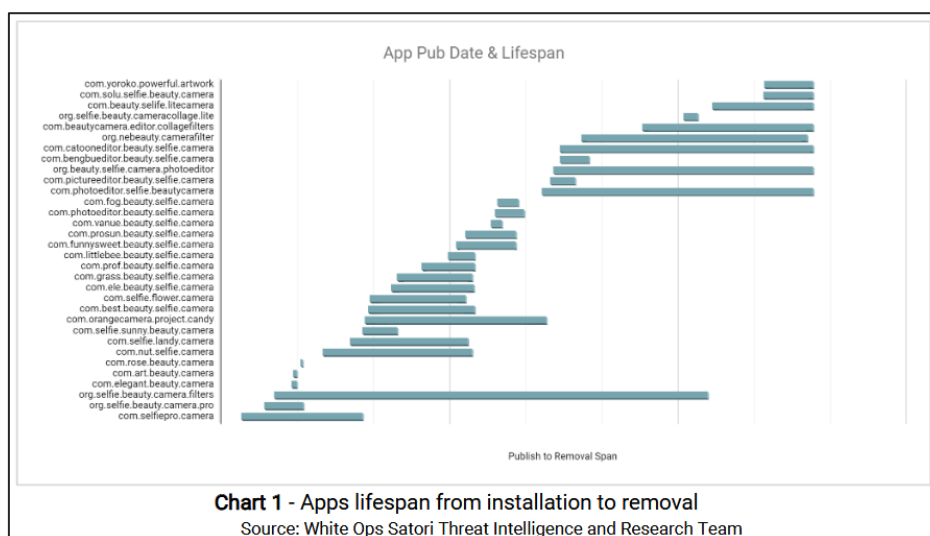 App Pub Date & Lifespan
com.yoroko.powerful.artwork
com.solu.selfie.beauty.camera
com.beauty.selife.litecamera
org.selfie.beauty.cameracollage.lite
com.beautycamera.editor.collagefilters
org.nebeauty.camerafilter
com.catooneditor.beauty.selfie.camera
com.bengbueditor.beauty.selfie.camera
org.beauty.selfie.camera.photoeditor
com.pictureeditor.beauty.selfie.camera
com.photoeditor.selfie.beautycamera
com.fog.beauty.selfie.camera
com.photoeditor.beauty.selfie.camera
com.vanue.beauty.selfie.camera
com.prosun.beauty.selfie.camera
com.funnysweet.beauty.selfie.camera
com.littlebee.beauty.selfie.camera
com.prof.beauty.selfie.camera
com.grass.beauty.selfie.camera
com.ele.beauty.selfie.camera
com.selfie.flower.camera
com.best.beauty.selfie.camera
com.orangecamera.project.candy
com.selfie.sunny.beauty.camera
com.selfie.landy.camera
com.nut.selfie.camera
com.rose.beauty.camera
com.art.beauty.camera
com.elegant.beauty.camera
org.selfie.beauty.camera.filters
org.selfie.beauty.camera.pro
com.selfiepro.camera
Publish to Removal Span
Chart 1 - Apps lifespan from installation to removal
Source: White Ops Satori Threat Intelligence and Research Team